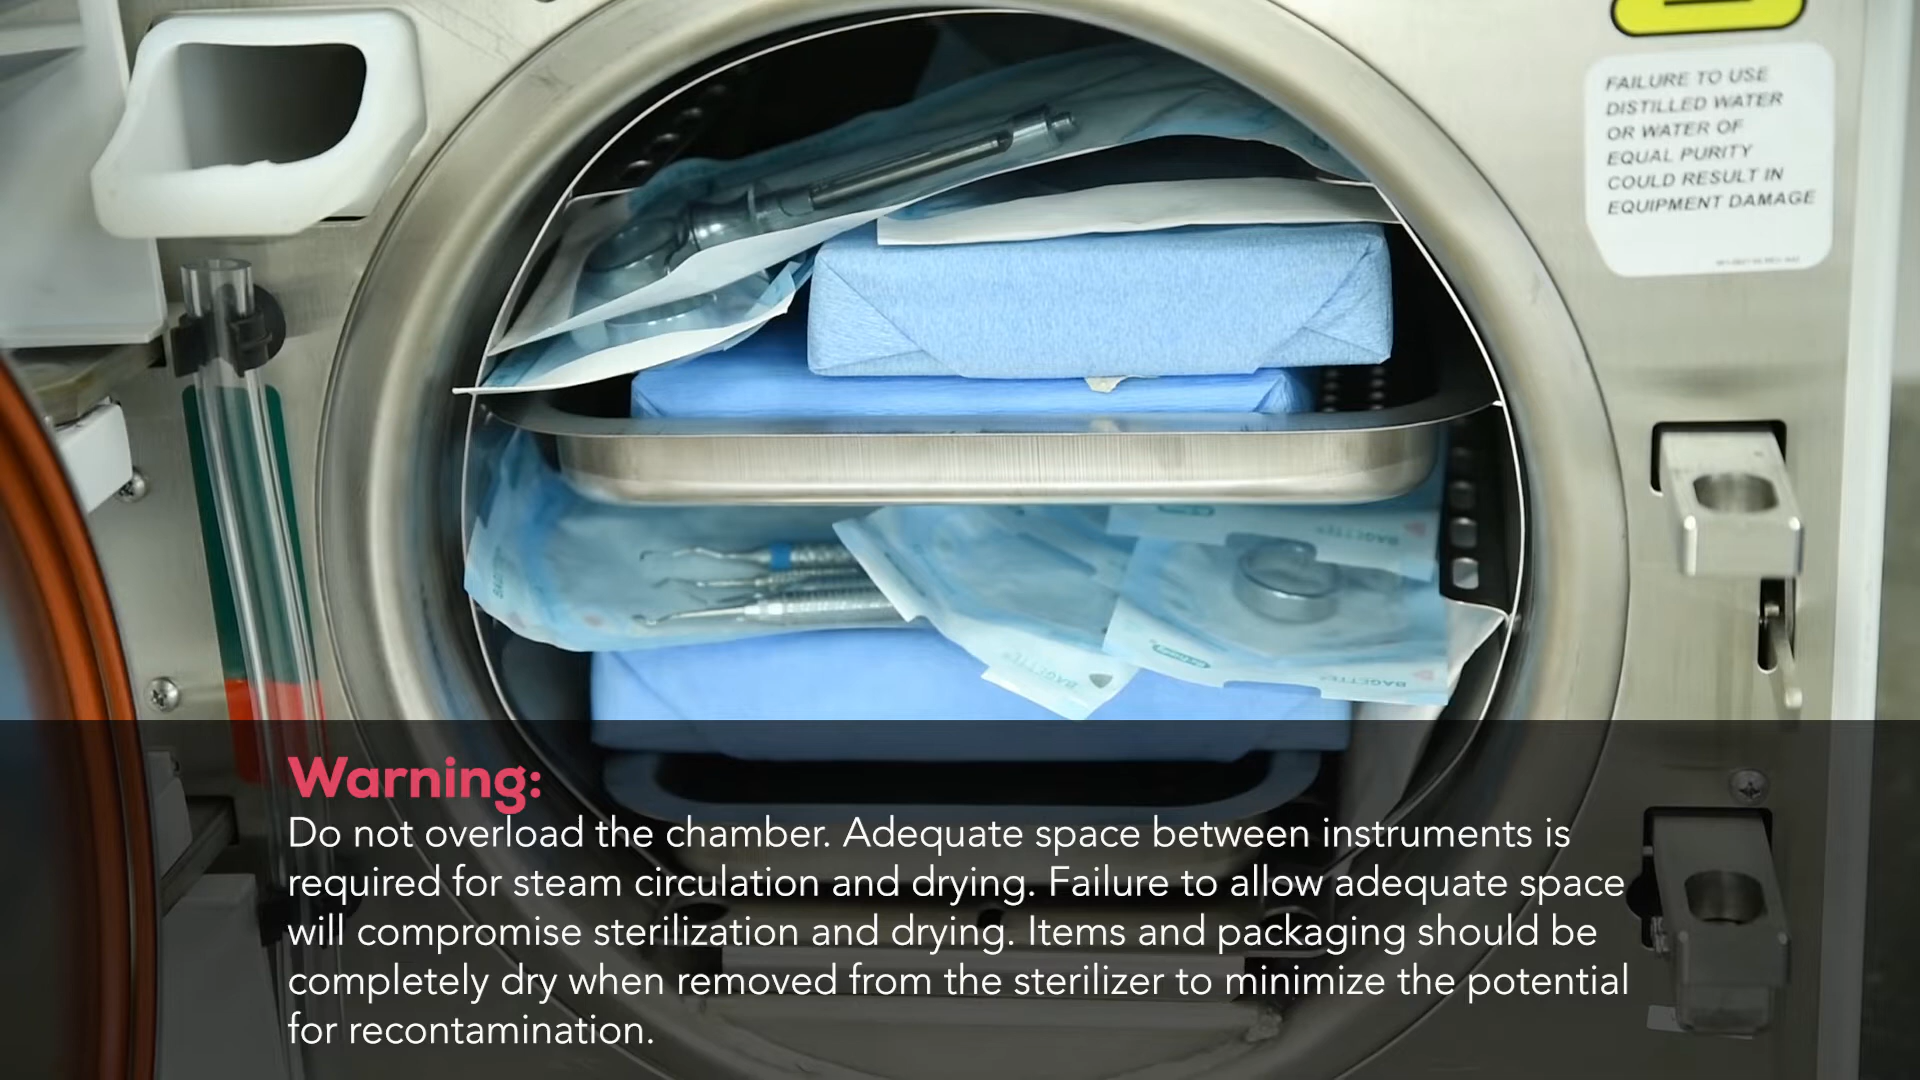 FAILURE TO USE
DISTILLED WATER
OR WATER OF
EQUAL PURITY
COULD RESULT IN
EQUIPMENT DAMAGE
BAGETTE
BAGETTE
BAGETTE
Warning:
Do not overload the chamber. Adequate space between instruments is
required for steam circulation and drying. Failure to allow adequate space
will compromise sterilization and drying. Items and packaging should be
completely dry when removed from the sterilizer to minimize the potential
for recontamination.